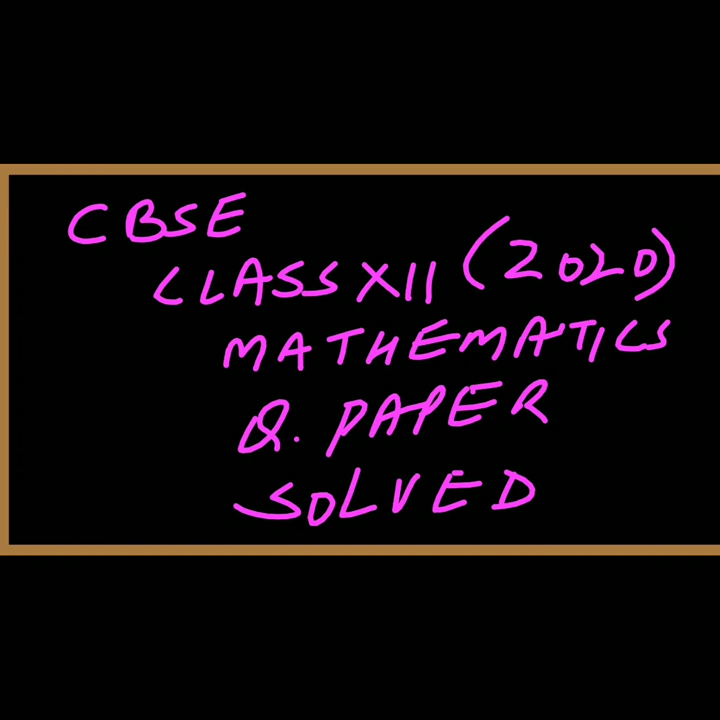 CBSE
CLASS XII (2020)
MATHEMATICS
Q. PAPER
SOLVED